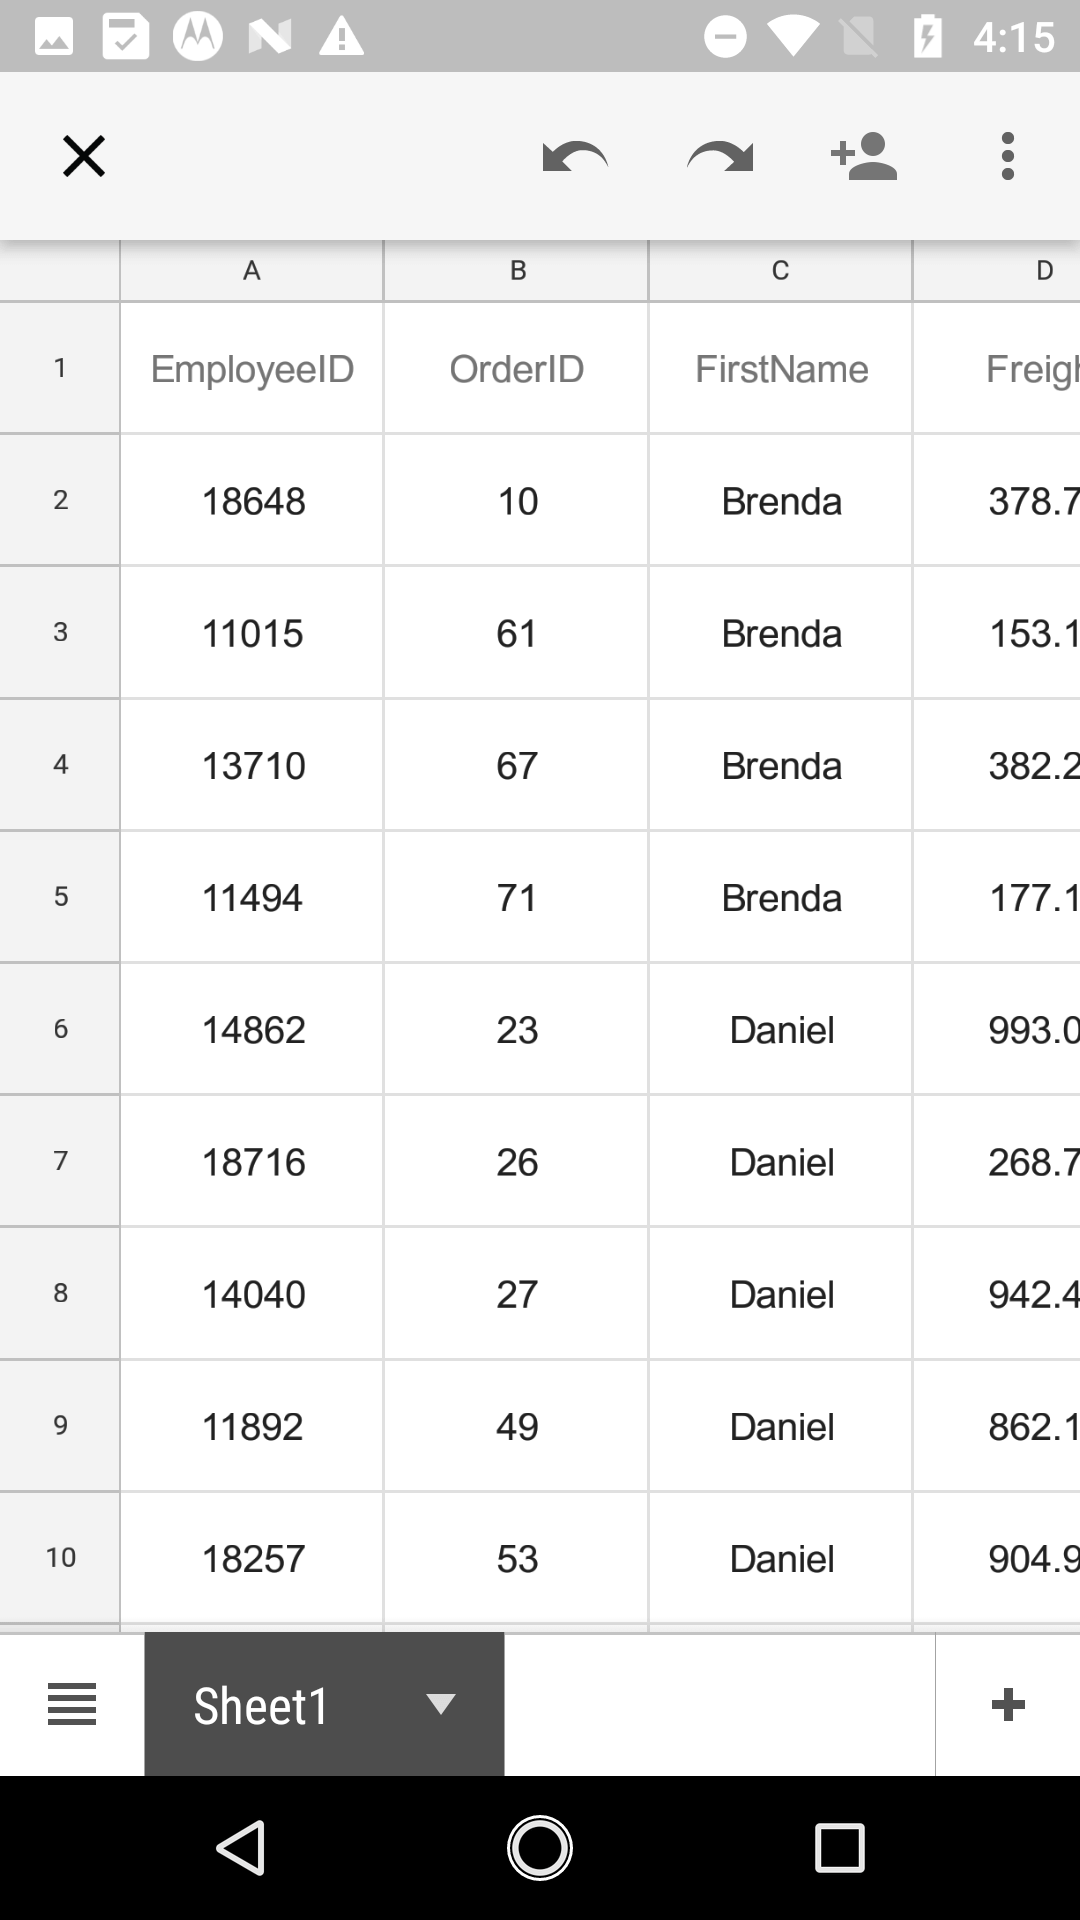 4:15
A B C D
1 EmployeeID OrderID FirstName Freigh
2 18648 10 Brenda 378.7
3 11015 61 Brenda 153.1
4 13710 67 Brenda 382.2
5 11494 71 Brenda 177.1
6 14862 23 Daniel 993.0
7 18716 26 Daniel 268.7
8 14040 27 Daniel 942.4
9 11892 49 Daniel 862.1
10 18257 53 Daniel 904.9
Sheet1